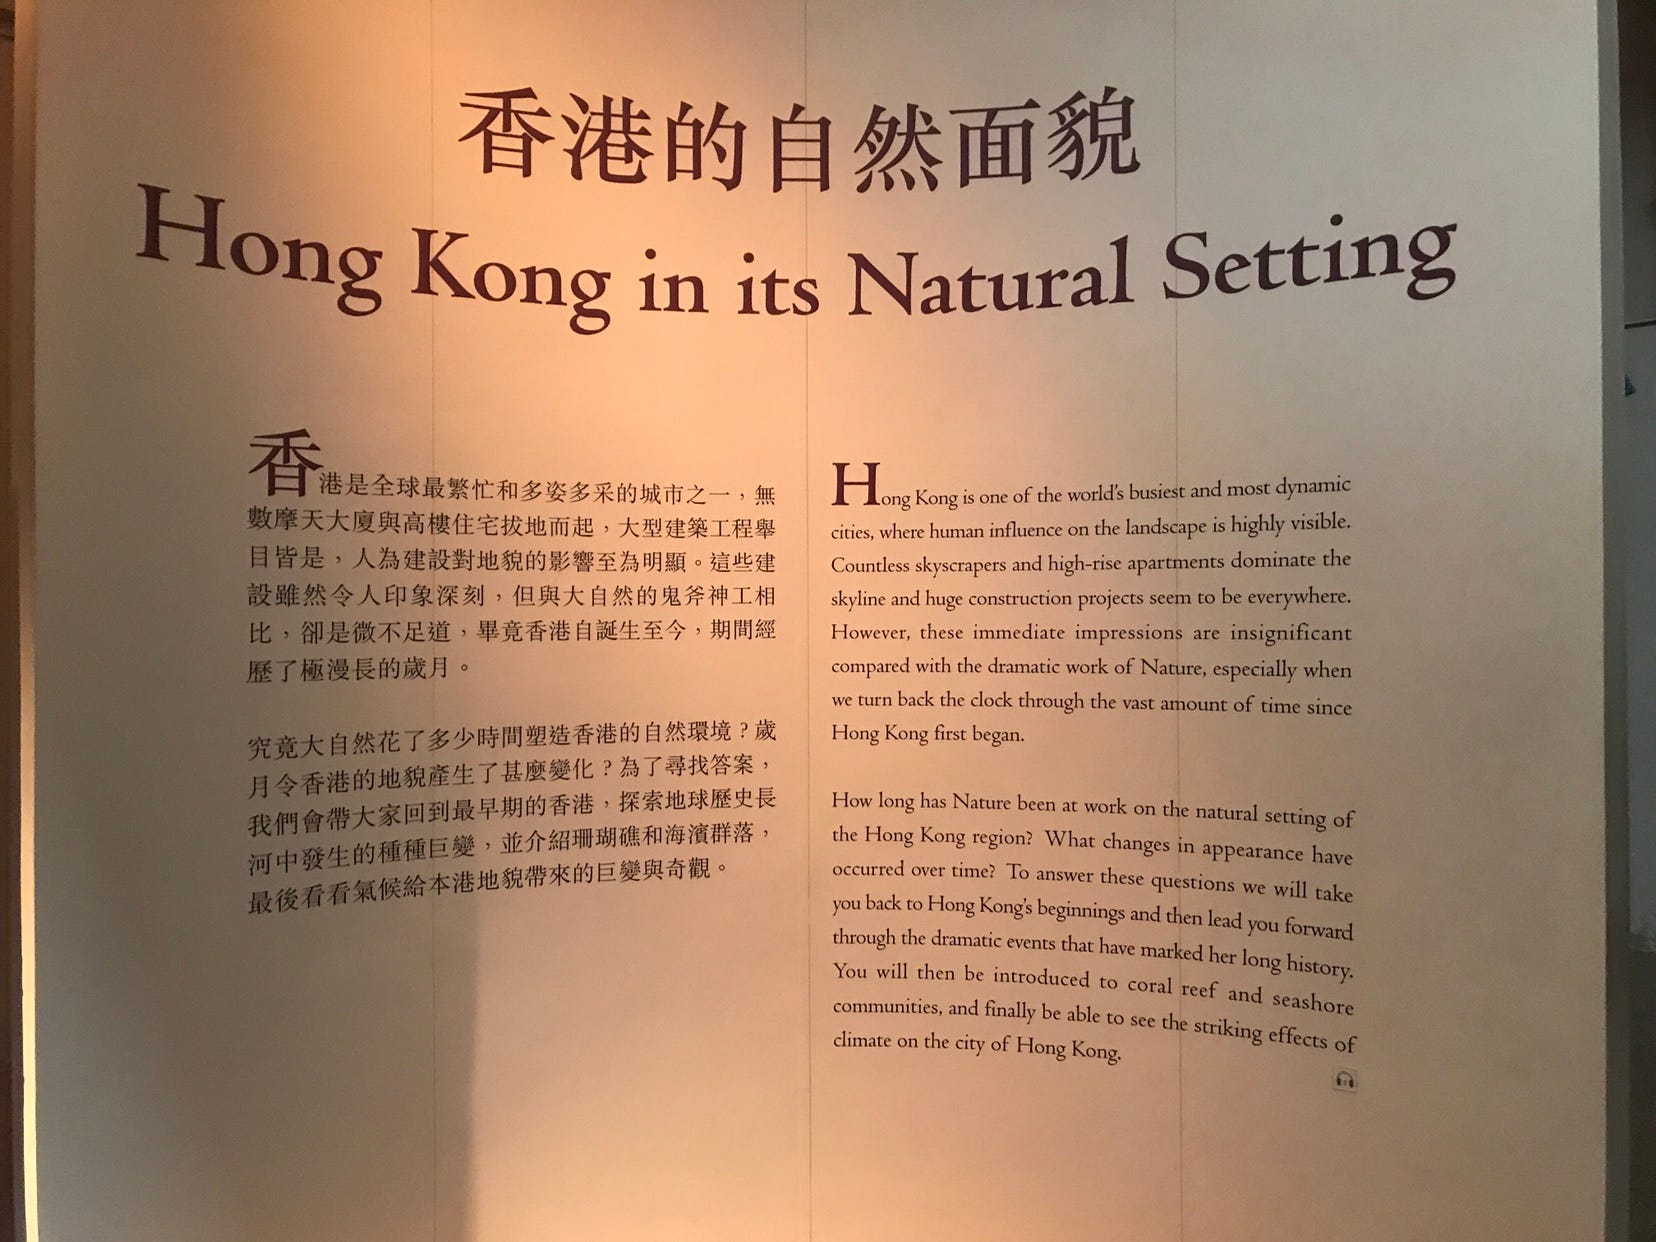 香港的自然面貌
Hong Kong in its Natural Setting
香港是全球最繁忙和多姿多采的城市之一，無
數摩天大廈與高樓住宅拔地而起，大型建築工程舉
目皆是，人為建設對地貌的影響至為明顯。這些建
設雖然令人印象深刻，但與大自然的鬼斧神工相
比，卻是微不足道，畢竟香港自誕生至今，期間經
歷了極漫長的歲月。
究竟大自然花了多少時間塑造香港的自然環境？歲
月令香港的地貌產生了甚麼變化？為了尋找答案，
我們會帶大家回到最早期的香港，探索地球歷史長
河中發生的種種巨變，並介紹珊瑚礁和海濱群落，
最後看看氣候給本港地貌帶來的巨變與奇觀。
Hong Kong is one of the world's busiest and most dynamic
cities, where human influence on the landscape is highly visible.
Countless skyscrapers and high-rise apartments dominate the
skyline and huge construction projects seem to be everywhere.
However, these immediate impressions are insignificant
compared with the dramatic work of Nature, especially when
we turn back the clock through the vast amount of time since
Hong Kong first began.
How long has Nature been at work on the natural setting of
the Hong Kong region? What changes in appearance have
occurred over time? To answer these questions we will take
you back to Hong Kong's beginnings and then lead you forward
through the dramatic events that have marked her long history.
You will then be introduced to coral reef and seashore
communities, and finally be able to see the striking effects of
climate on the city of Hong Kong.